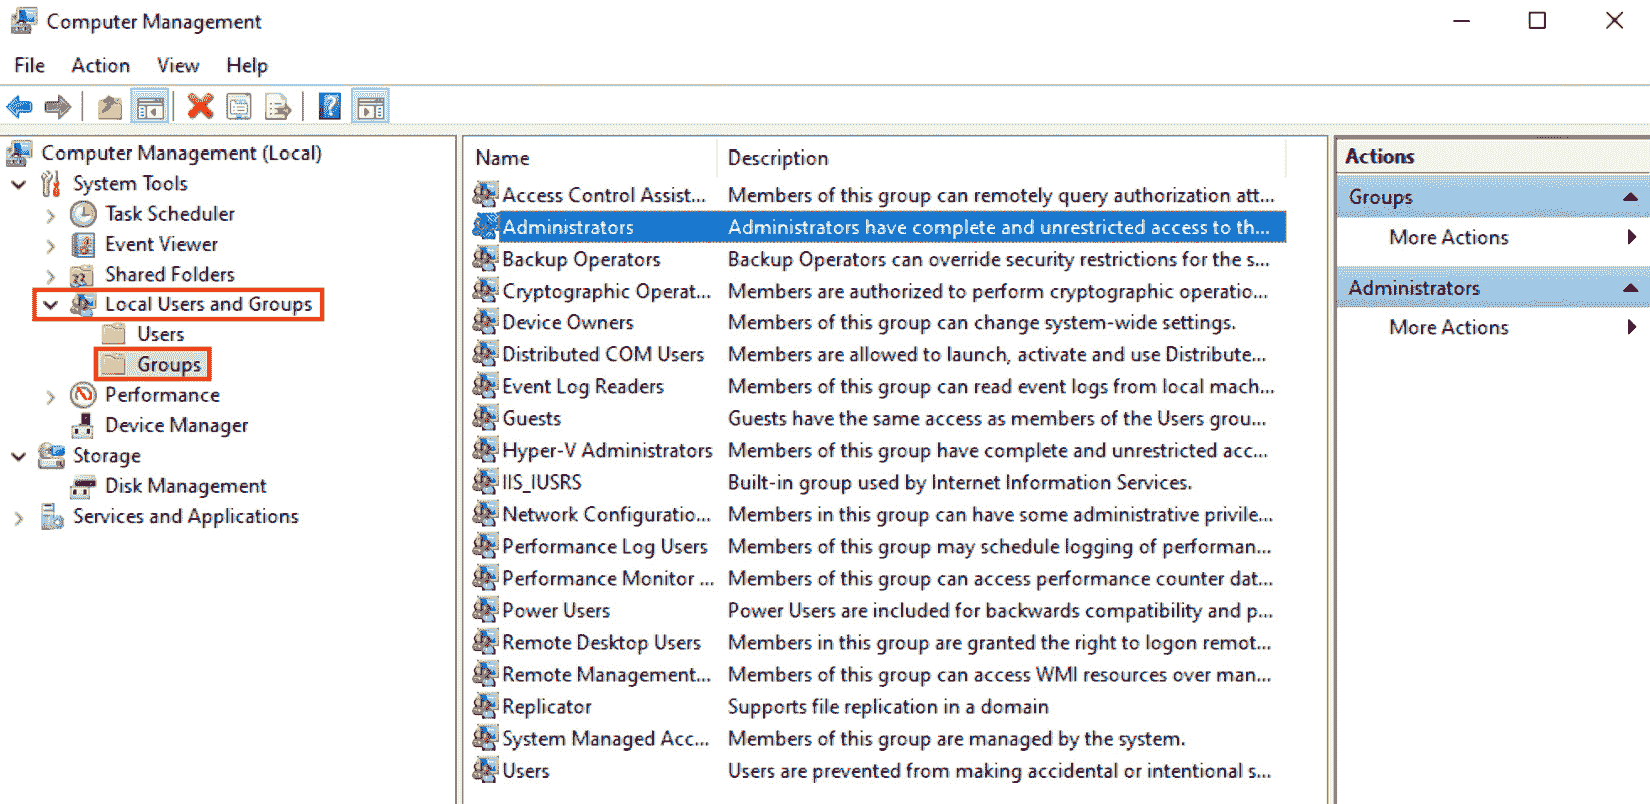 Computer Management
File Action View Help
Computer Management (Local)
System Tools
Task Scheduler
Event Viewer
Shared Folders
Local Users and Groups
Users
Groups
Performance
Device Manager
Storage
Disk Management
Services and Applications
Name Description
Access Control Assist... Members of this group can remotely query authorization att...
Administrators Administrators have complete and unrestricted access to th...
Backup Operators Backup Operators can override security restrictions for the s...
Cryptographic Operat... Members are authorized to perform cryptographic operatio...
Device Owners Members of this group can change system-wide settings.
Distributed COM Users Members are allowed to launch, activate and use Distribute...
Event Log Readers Members of this group can read event logs from local mach...
Guests Guests have the same access as members of the Users grou...
Hyper-V Administrators Members of this group have complete and unrestricted acc...
IIS_IUSRS Built-in group used by Internet Information Services.
Network Configuratio... Members in this group can have some administrative privile...
Performance Log Users Members of this group may schedule logging of performan...
Performance Monitor ... Members of this group can access performance counter dat...
Power Users Power Users are included for backwards compatibility and p...
Remote Desktop Users Members in this group are granted the right to logon remot...
Remote Management... Members of this group can access WMI resources over man...
Replicator Supports file replication in a domain
System Managed Acc... Members of this group are managed by the system.
Users Users are prevented from making accidental or intentional s...
Actions
Groups
More Actions
Administrators
More Actions